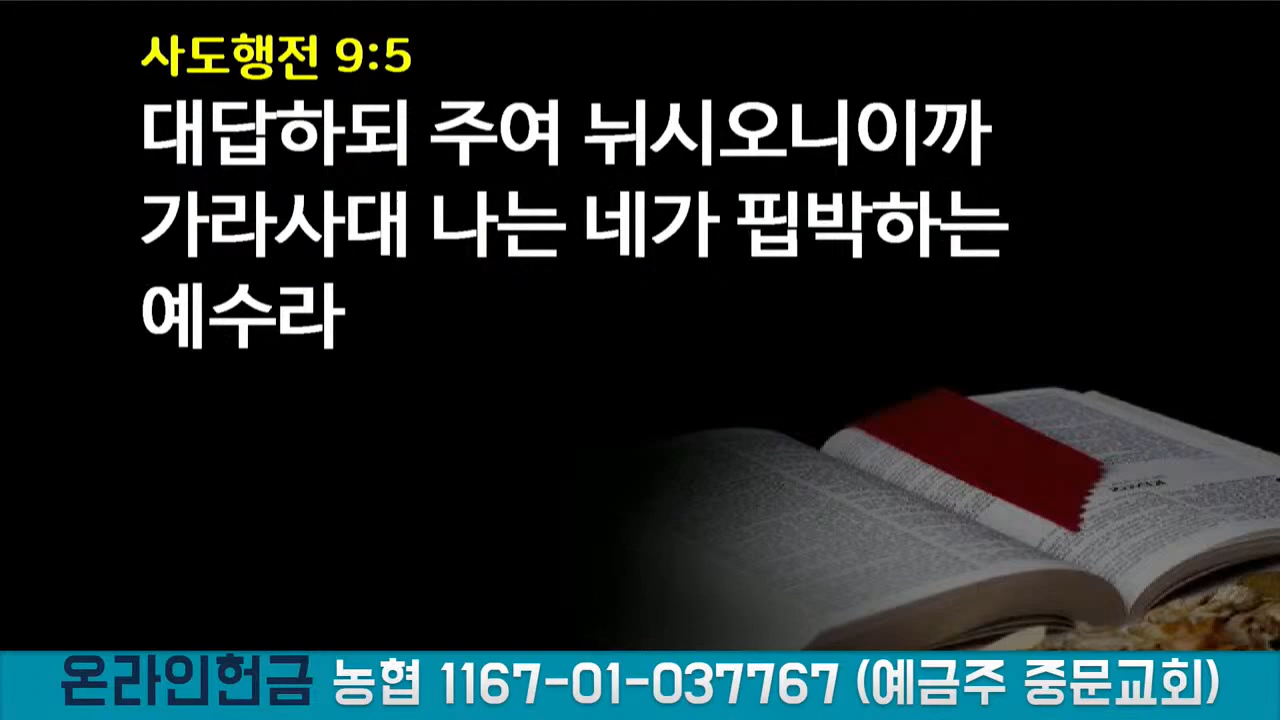 사도행전 9:5
대답하되 주여 뉘시오니이까
가라사대 나는 네가 핍박하는
예수라
온라인헌금 농협 1167-01-037767 (예금주 중문교회)